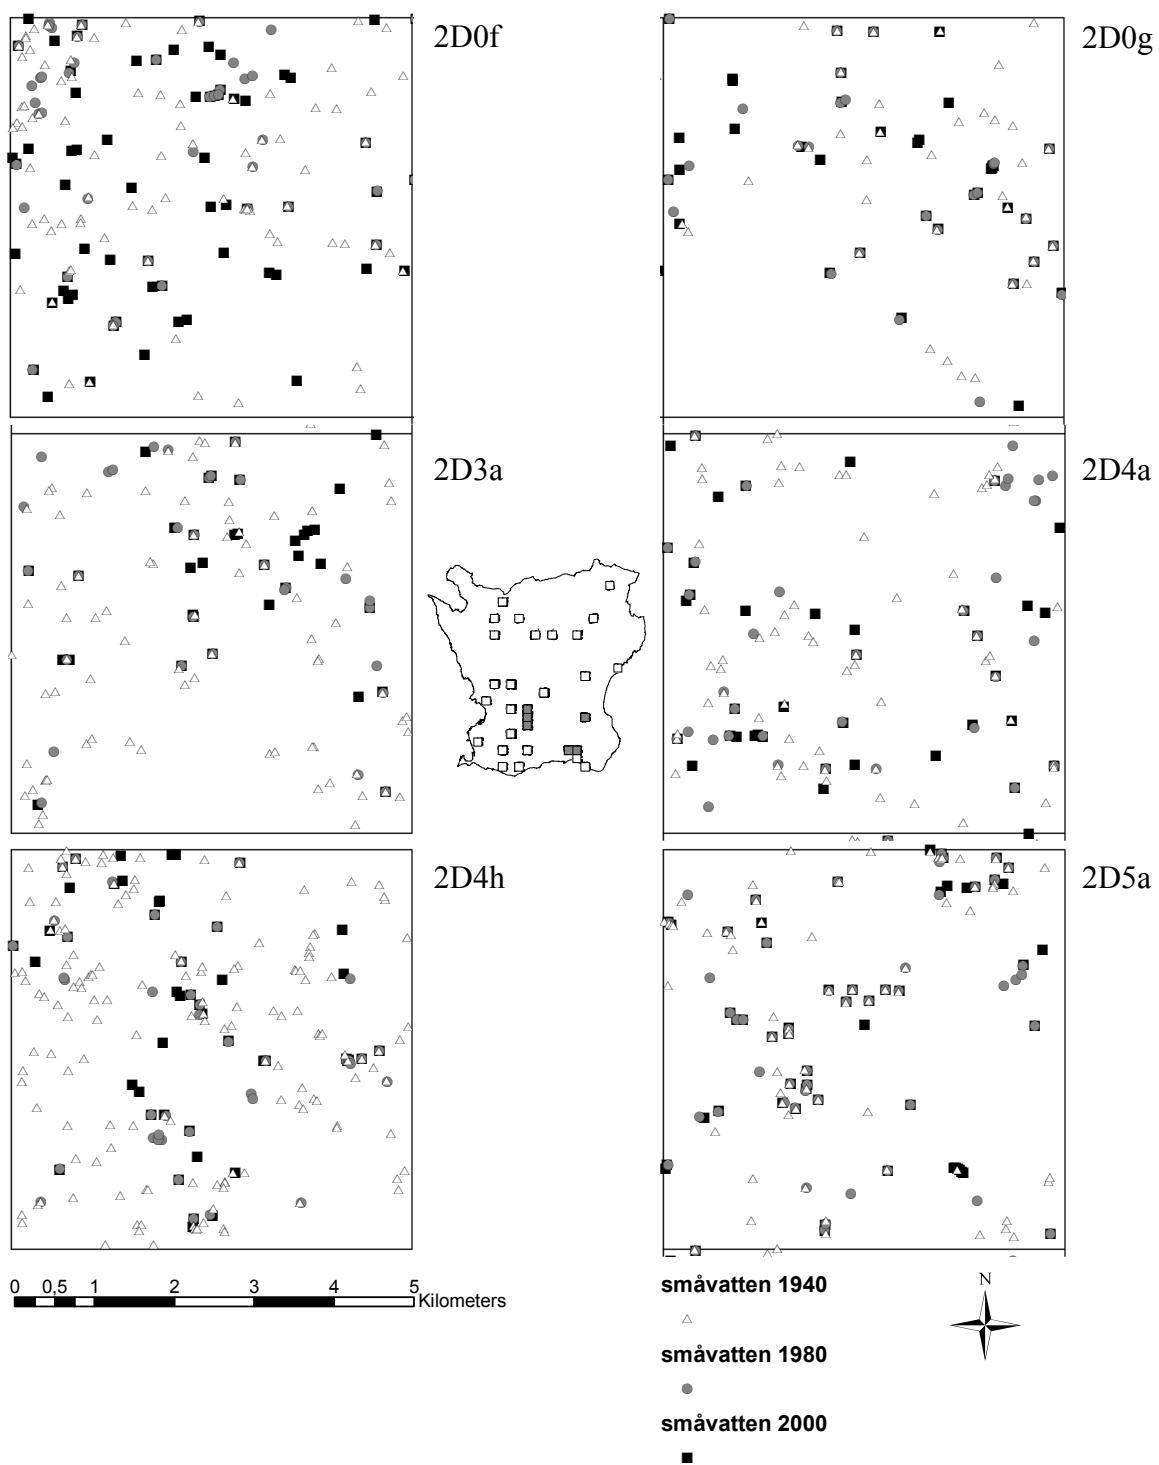 2D0f
2D0g
2D3a
2D4a
2D4h
2D5a
0 0,5 1 2 3 4 5
Kilometers
småvatten 1940
N
småvatten 1980
småvatten 2000